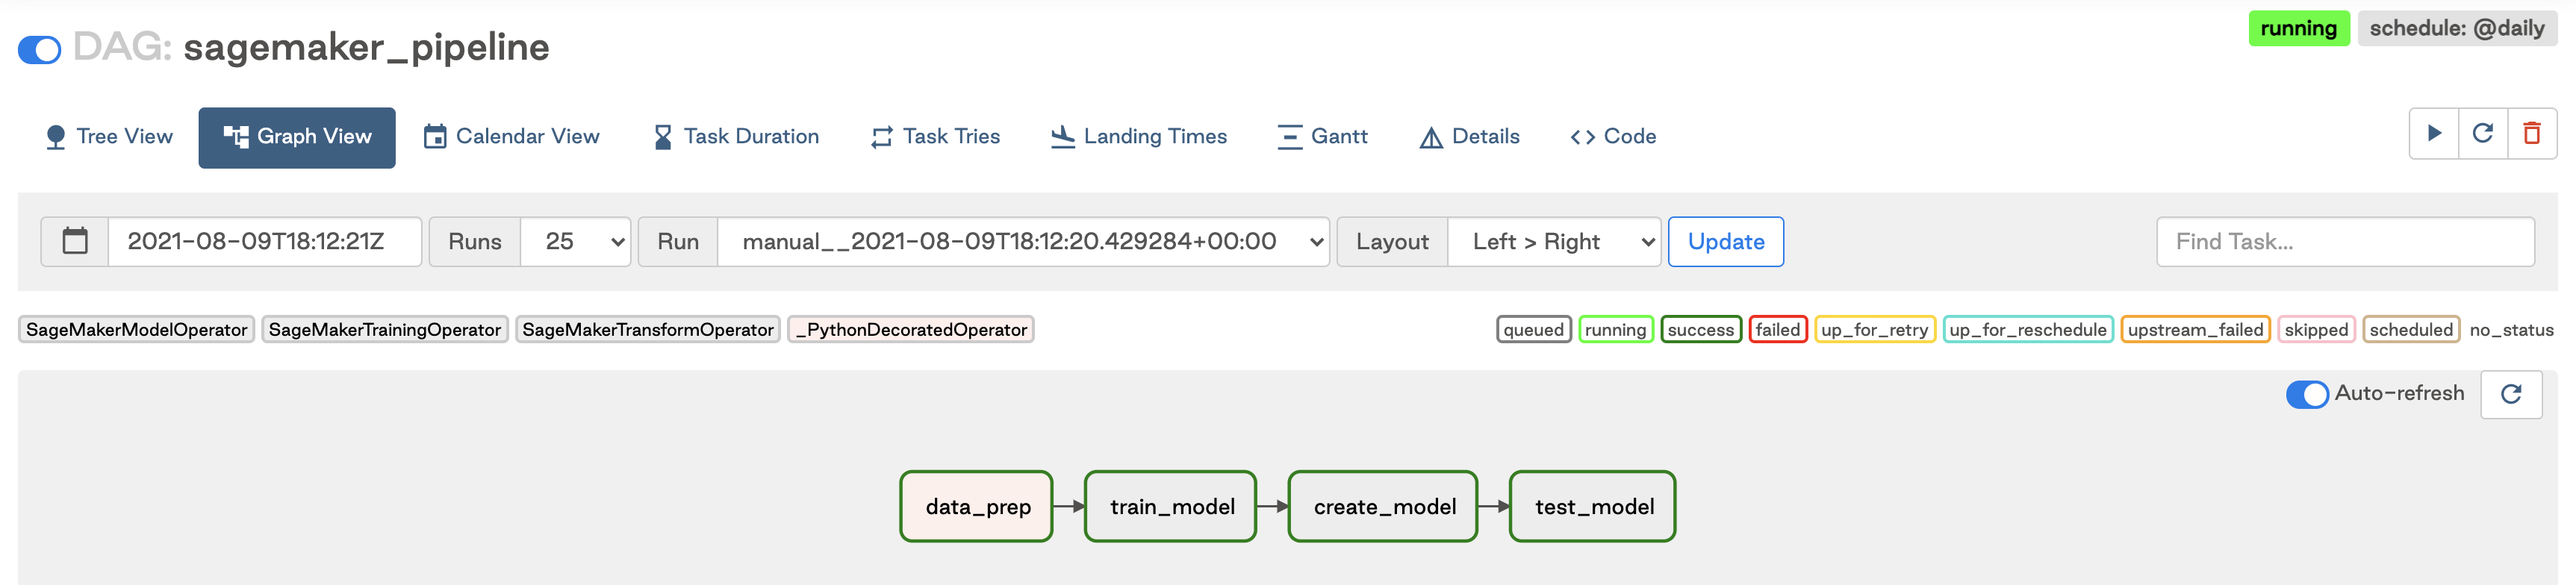 DAG: sagemaker_pipeline
running schedule: @daily
Tree View Graph View Calendar View Task Duration Task Tries Landing Times Gantt Details Code
2021-08-09T18:12:21Z Runs 25 Run manual__2021-08-09T18:12:20.429284+00:00 Layout Left > Right Update Find Task...
SageMakerModelOperator SageMakerTrainingOperator SageMakerTransformOperator _PythonDecoratedOperator queued running success failed up_for_retry up_for_reschedule upstream_failed skipped scheduled no_status
Auto-refresh
data_prep train_model create_model test_model